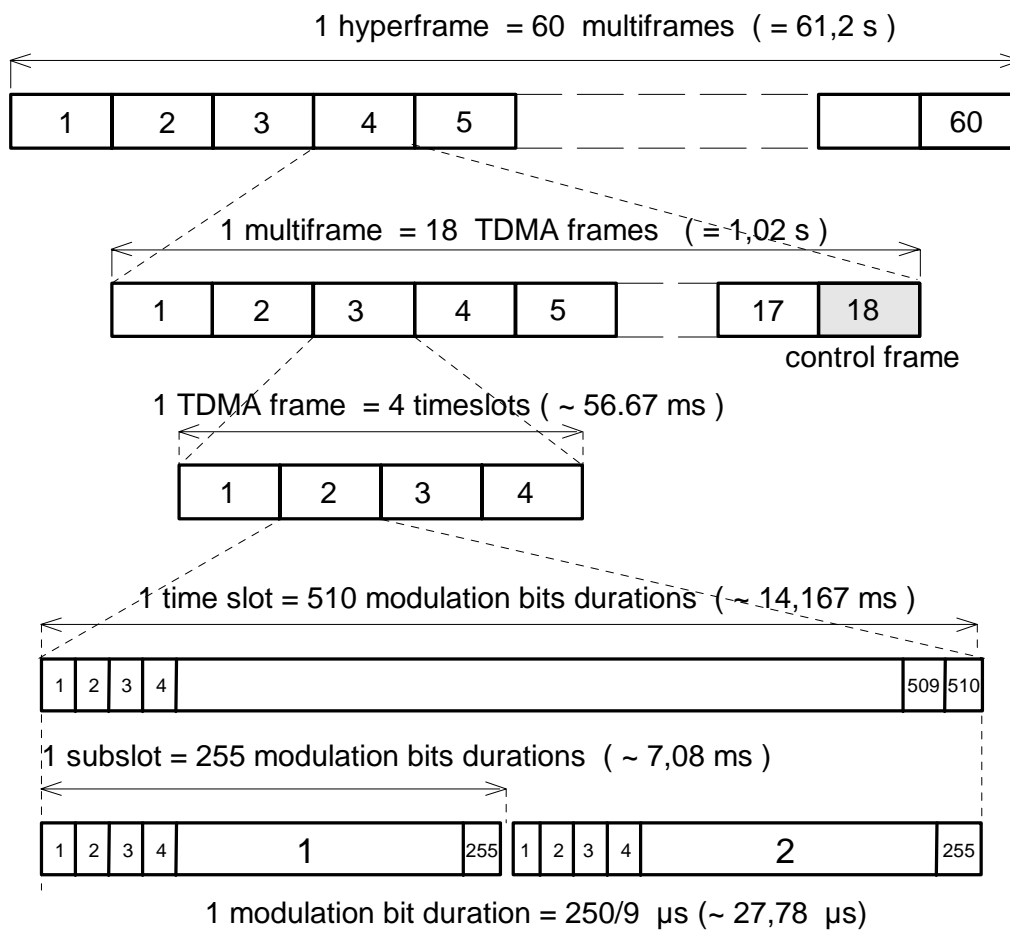 1 hyperframe = 60 multiframes ( = 61,2 s )
1 2 3 4 5 60
1 multiframe = 18 TDMA frames ( = 1,02 s )
1 2 3 4 5 17 18
control frame
1 TDMA frame = 4 timeslots ( ~ 56.67 ms )
1 2 3 4
1 time slot = 510 modulation bits durations ( ~ 14,167 ms )
1 2 3 4 509 510
1 subslot = 255 modulation bits durations ( ~ 7,08 ms )
1 2 3 4 1 255 1 2 3 4 2 255
1 modulation bit duration = 250/9 µs (~ 27,78 µs)